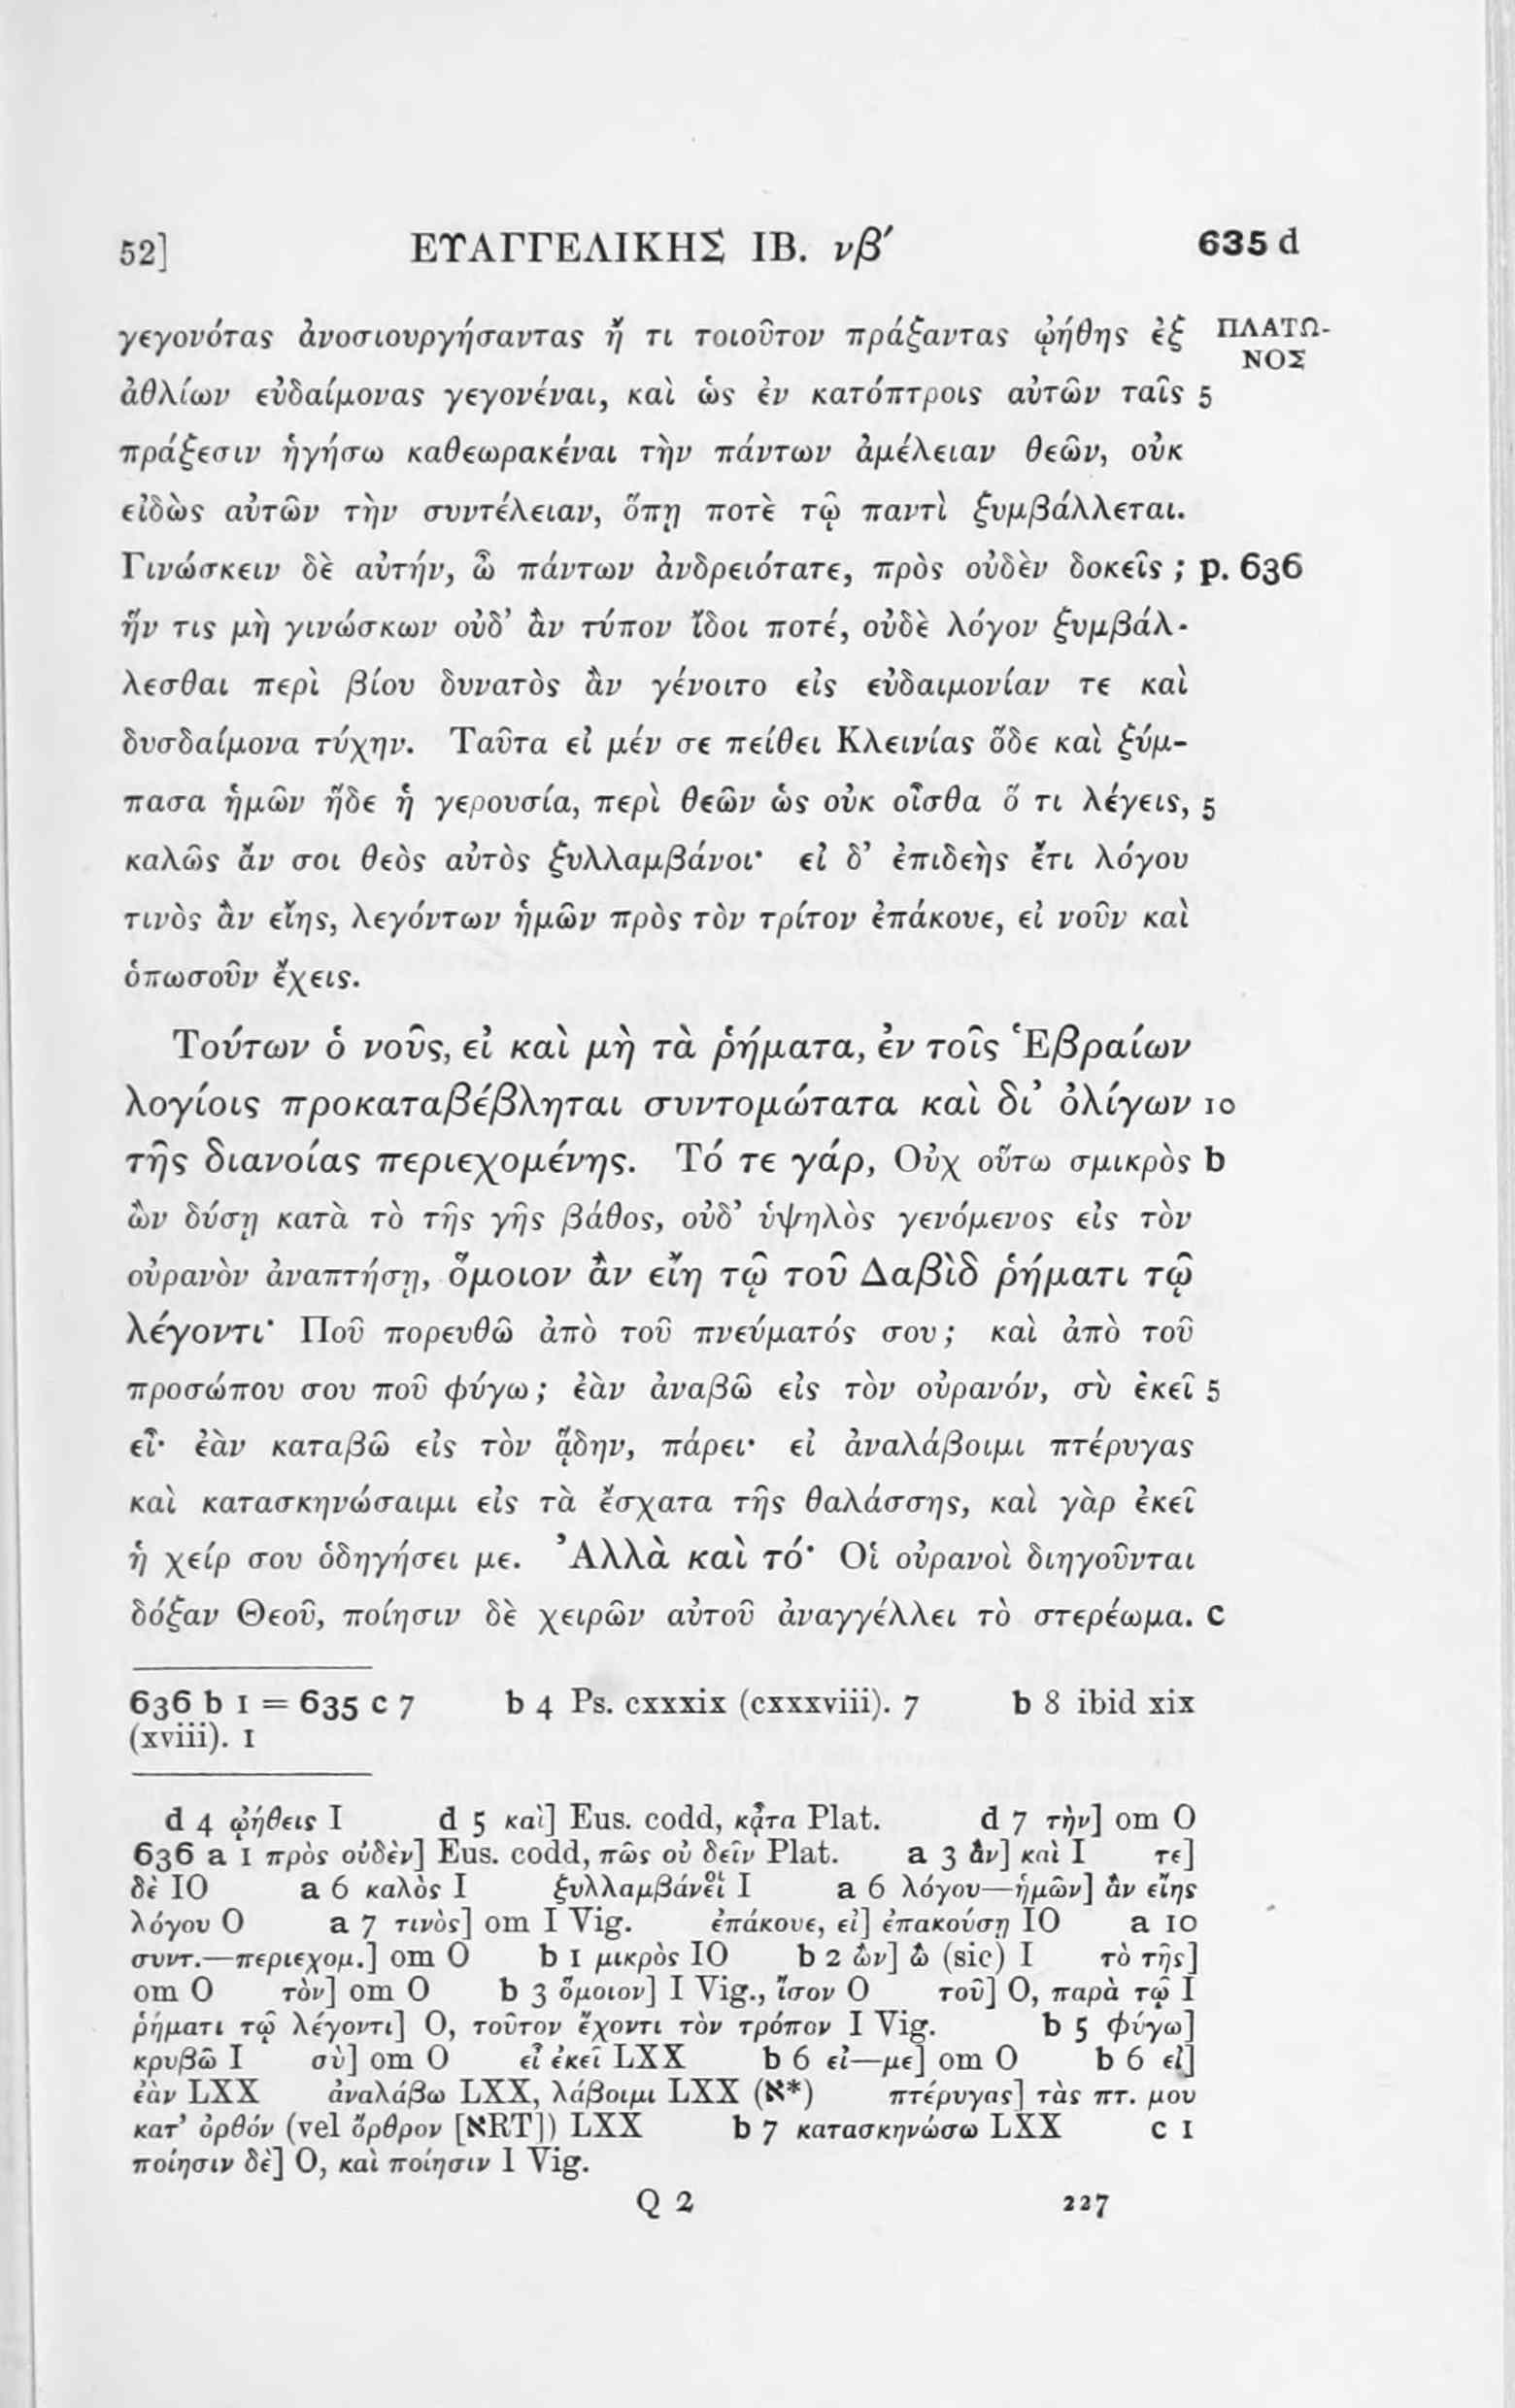 52] ΕΥΑΓΓΕΛΙΚΗΣ ΙΒ. νβ′ 635 d
γεγονότας ἀνοσιουργήσαντας ἤ τι τοιοῦτον πράξαντας ᾠήθης ἐξ ΠΛΑΤΩ-
ΝΟΣ
ἀθλίων εὐδαίμονας γεγονέναι, καὶ ὡς ἐν κατόπτροις αὐτῶν ταῖς 5
πράξεσιν ἡγήσω καθεωρακέναι τὴν πάντων ἀμέλειαν θεῶν, οὐκ
εἰδὼς αὐτῶν τὴν συντέλειαν, ὅπῃ ποτὲ τῷ παντὶ ξυμβάλλεται.
Γινώσκειν δὲ αὐτήν, ὦ πάντων ἀνδρειότατε, πρὸς οὐδὲν δοκεῖς ; p. 636
ἥν τις μὴ γινώσκων οὐδ’ ἂν τύπον ἴδοι ποτέ, οὐδὲ λόγον ξυμβάλ-
λεσθαι περὶ βίου δυνατὸς ἂν γένοιτο εἰς εὐδαιμονίαν τε καὶ
δυσδαίμονα τύχην. Ταῦτα εἰ μέν σε πείθει Κλεινίας ὅδε καὶ ξύμ-
πασα ἡμῶν ἥδε ἡ γερουσία, περὶ θεῶν ὡς οὐκ οἶσθα ὅ τι λέγεις, 5
καλῶς ἄν σοι θεὸς αὐτὸς ξυλλαμβάνοι· εἰ δ’ ἐπιδεὴς ἔτι λόγου
τινὸς ἂν εἴης, λεγόντων ἡμῶν πρὸς τὸν τρίτον ἐπάκουε, εἰ νοῦν καὶ
ὁπωσοῦν ἔχεις.
Τούτων ὁ νοῦς, εἰ καὶ μὴ τὰ ῥήματα, ἐν τοῖς Ἑβραίων
λογίοις προκαταβέβληται συντομώτατα καὶ δι’ ὀλίγων 10
τῆς διανοίας περιεχομένης. Τό τε γάρ, Οὐχ οὕτω σμικρὸς b
ὢν δύσῃ κατὰ τὸ τῆς γῆς βάθος, οὐδ’ ὑψηλὸς γενόμενος εἰς τὸν
οὐρανὸν ἀναπτήσῃ, ὅμοιον ἂν εἴη τῷ τοῦ Δαβὶδ ῥήματι τῷ
λέγοντι· Ποῦ πορευθῶ ἀπὸ τοῦ πνεύματός σου ; καὶ ἀπὸ τοῦ
προσώπου σου ποῦ φύγω ; ἐὰν ἀναβῶ εἰς τὸν οὐρανόν, σὺ ἐκεῖ 5
εἶ· ἐὰν καταβῶ εἰς τὸν ᾅδην, πάρει· εἰ ἀναλάβοιμι πτέρυγας
καὶ κατασκηνώσαιμι εἰς τὰ ἔσχατα τῆς θαλάσσης, καὶ γὰρ ἐκεῖ
ἡ χείρ σου ὁδηγήσει με. Ἀλλὰ καὶ τό· Οἱ οὐρανοὶ διηγοῦνται
δόξαν Θεοῦ, ποίησιν δὲ χειρῶν αὐτοῦ ἀναγγέλλει τὸ στερέωμα. c
636 b 1 = 635 c 7 b 4 Ps. cxxxix (cxxxviii). 7 b 8 ibid xix
(xviii). 1
d 4 ᾠήθεις I d 5 καὶ] Eus. codd, κᾆτα Plat. d 7 τὴν] om O
636 a 1 πρὸς οὐδὲν] Eus. codd, πῶς οὐ δεῖν Plat. a 3 ἂν] καὶ I τε]
δὲ IO a 6 καλὸς I ξυλλαμβάνει I a 6 λόγου—ἡμῶν] ἂν εἴης
λόγου O a 7 τινὸς] om I Vig. ἐπάκουε, εἰ] ἐπακούσῃ IO a 10
συντ.—περιεχομ.] om O b 1 μικρὸς IO b 2 ὢν] ὦ (sic) I τὸ τῆς]
om O τὸν] om O b 3 ὅμοιον] I Vig., ἴσον O τοῦ] O, παρὰ τῷ I
ῥήματι τῷ λέγοντι] O, τοῦτον ἔχοντι τὸν τρόπον I Vig. b 5 φύγω]
κρυβῶ I σὺ] om O εἶ ἐκεῖ LXX b 6 εἰ—με] om O b 6 εἰ]
ἐὰν LXX ἀναλάβω LXX, λάβοιμι LXX (א*) πτέρυγας] τὰς πτ. μου
κατ’ ὀρθόν (vel ὄρθρον [אRT]) LXX b 7 κατασκηνώσω LXX c 1
ποίησιν δὲ] O, καὶ ποίησιν I Vig.
Q 2 227